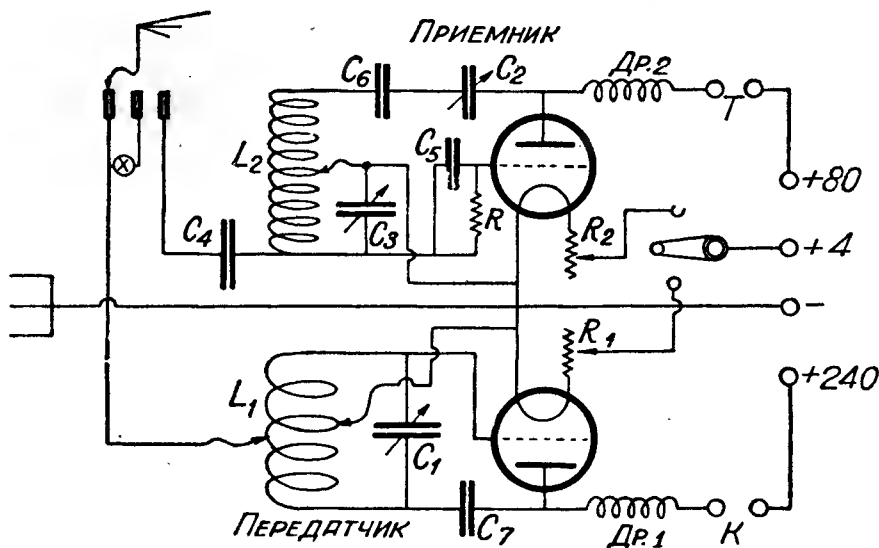 ПРИЕМНИК
C6
C2
ДР.2
T
L2
C5
+80
C4
C3
R
R2
+4
–
R1
+240
L1
C1
C7
ПЕРЕДАТЧИК
ДР.1
К